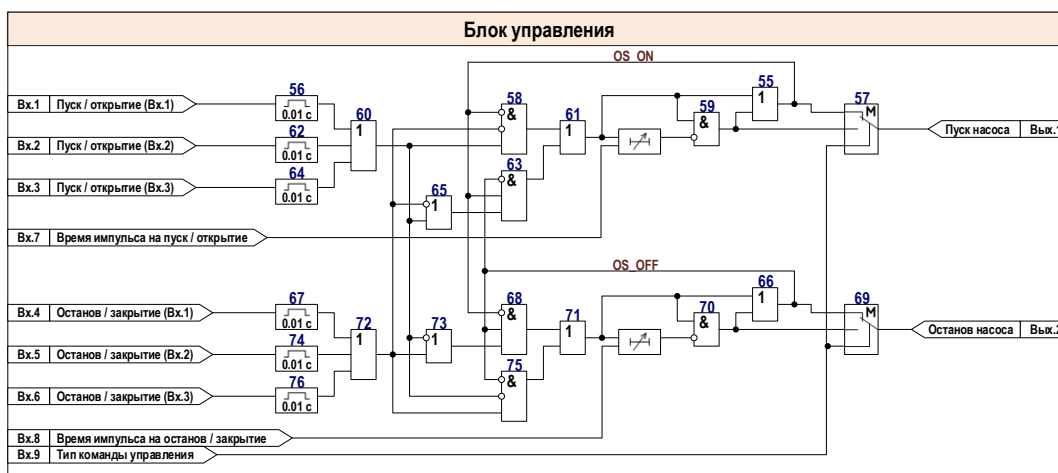 Блок управления
OS_ON
Вх.1 Пуск / открытие (Вх.1)
56
0.01 с
Вх.2 Пуск / открытие (Вх.2)
62
0.01 с
Вх.3 Пуск / открытие (Вх.3)
64
0.01 с
60
1
58
&
61
1
63
&
65
1
59
&
55
1
57
M
Пуск насоса Вых.1
Вх.7 Время импульса на пуск / открытие
OS_OFF
Вх.4 Останов / закрытие (Вх.1)
67
0.01 с
Вх.5 Останов / закрытие (Вх.2)
74
0.01 с
Вх.6 Останов / закрытие (Вх.3)
76
0.01 с
72
1
73
1
68
&
71
1
75
&
70
&
66
1
69
M
Останов насоса Вых.2
Вх.8 Время импульса на останов / закрытие
Вх.9 Тип команды управления